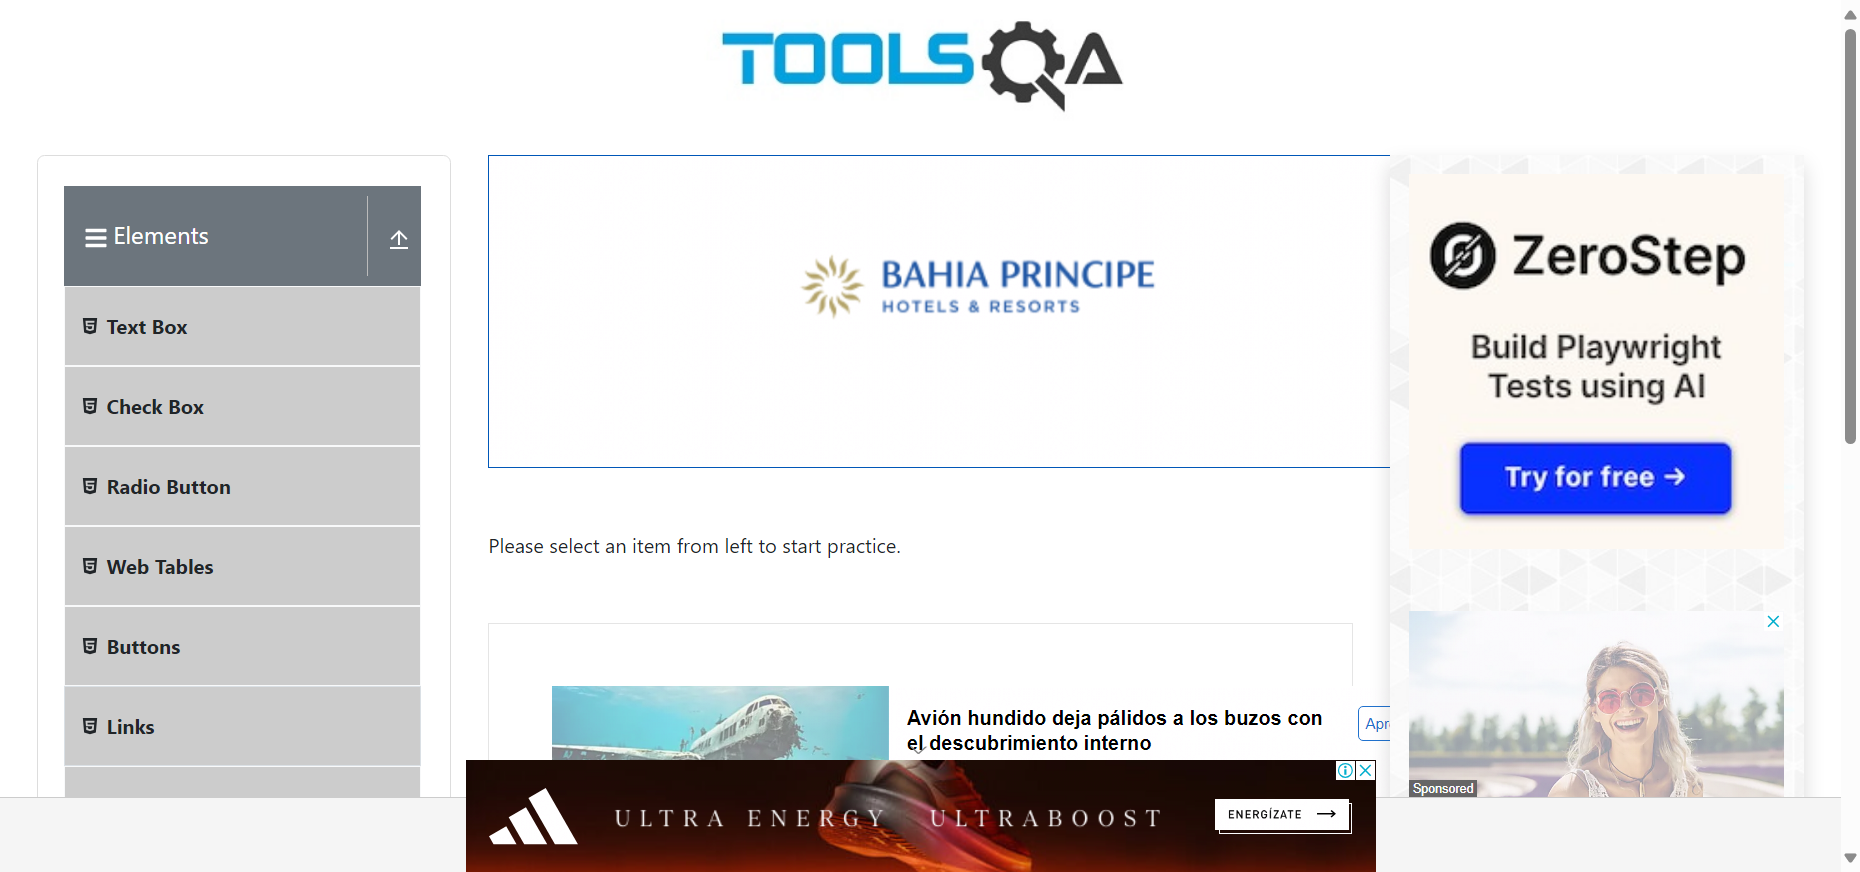 TOOLSQA
Elements
Text Box
Check Box
Radio Button
Web Tables
Buttons
Links
BAHIA PRINCIPE
HOTELS & RESORTS
Please select an item from left to start practice.
Avión hundido deja pálidos a los buzos con
el descubrimiento interno
Apr
ZeroStep
Build Playwright
Tests using AI
Try for free →
Sponsored
ULTRA ENERGY ULTRABOOST
ENERGÍZATE →